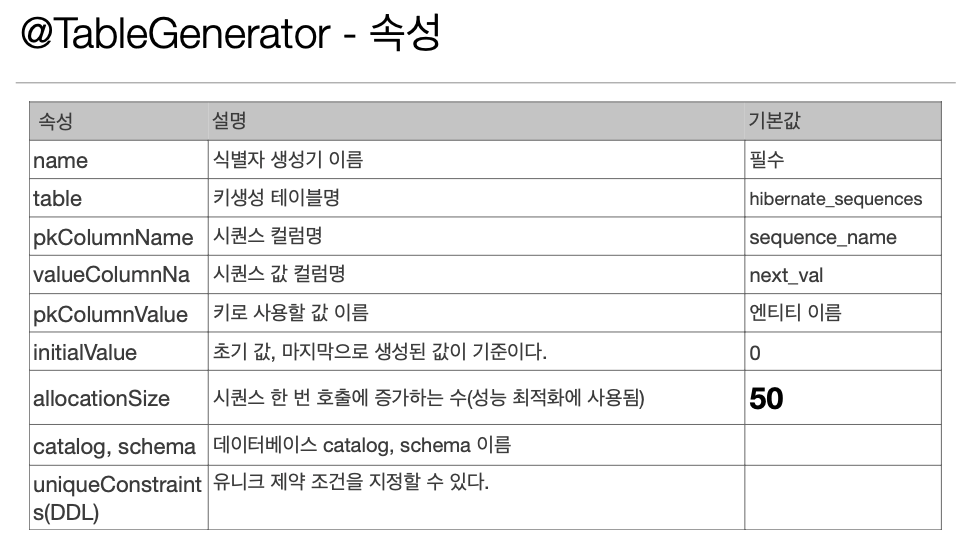 @TableGenerator - 속성
속성 설명 기본값
name 식별자 생성기 이름 필수
table 키생성 테이블명 hibernate_sequences
pkColumnName 시퀀스 컬럼명 sequence_name
valueColumnNa 시퀀스 값 컬럼명 next_val
pkColumnValue 키로 사용할 값 이름 엔티티 이름
initialValue 초기 값, 마지막으로 생성된 값이 기준이다. 0
allocationSize 시퀀스 한 번 호출에 증가하는 수(성능 최적화에 사용됨) 50
catalog, schema 데이터베이스 catalog, schema 이름
uniqueConstraint 유니크 제약 조건을 지정할 수 있다.
s(DDL)